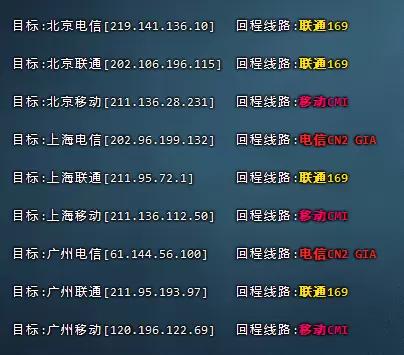 目标:北京电信[219.141.136.10] 回程线路:联通169
目标:北京联通[202.106.196.115] 回程线路:联通169
目标:北京移动[211.136.28.231] 回程线路:移动CMI
目标:上海电信[202.96.199.132] 回程线路:电信CN2 GIA
目标:上海联通[211.95.72.1] 回程线路:联通169
目标:上海移动[211.136.112.50] 回程线路:移动CMI
目标:广州电信[61.144.56.100] 回程线路:电信CN2 GIA
目标:广州联通[211.95.193.97] 回程线路:联通169
目标:广州移动[120.196.122.69] 回程线路:移动CMI